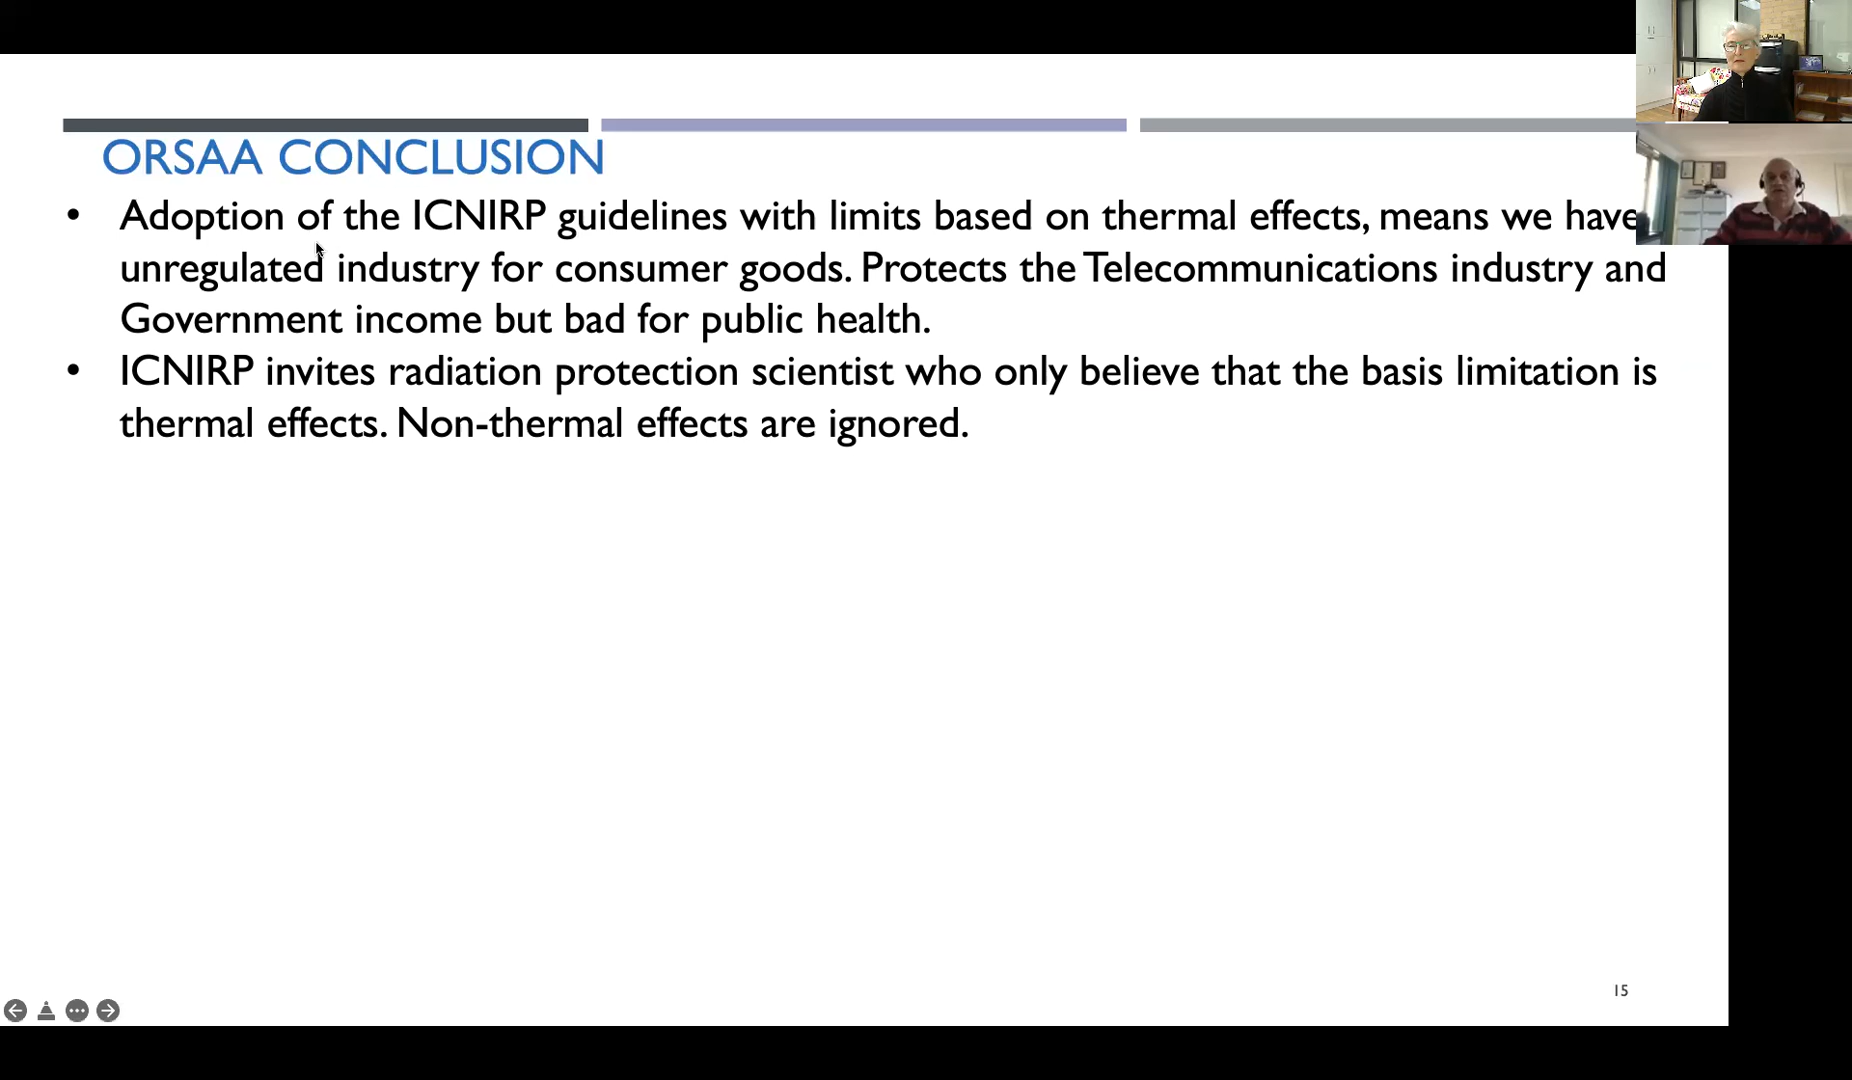 ORSAA CONCLUSION
• Adoption of the ICNIRP guidelines with limits based on thermal effects, means we have
unregulated industry for consumer goods. Protects the Telecommunications industry and
Government income but bad for public health.
• ICNIRP invites radiation protection scientist who only believe that the basis limitation is
thermal effects. Non-thermal effects are ignored.
15